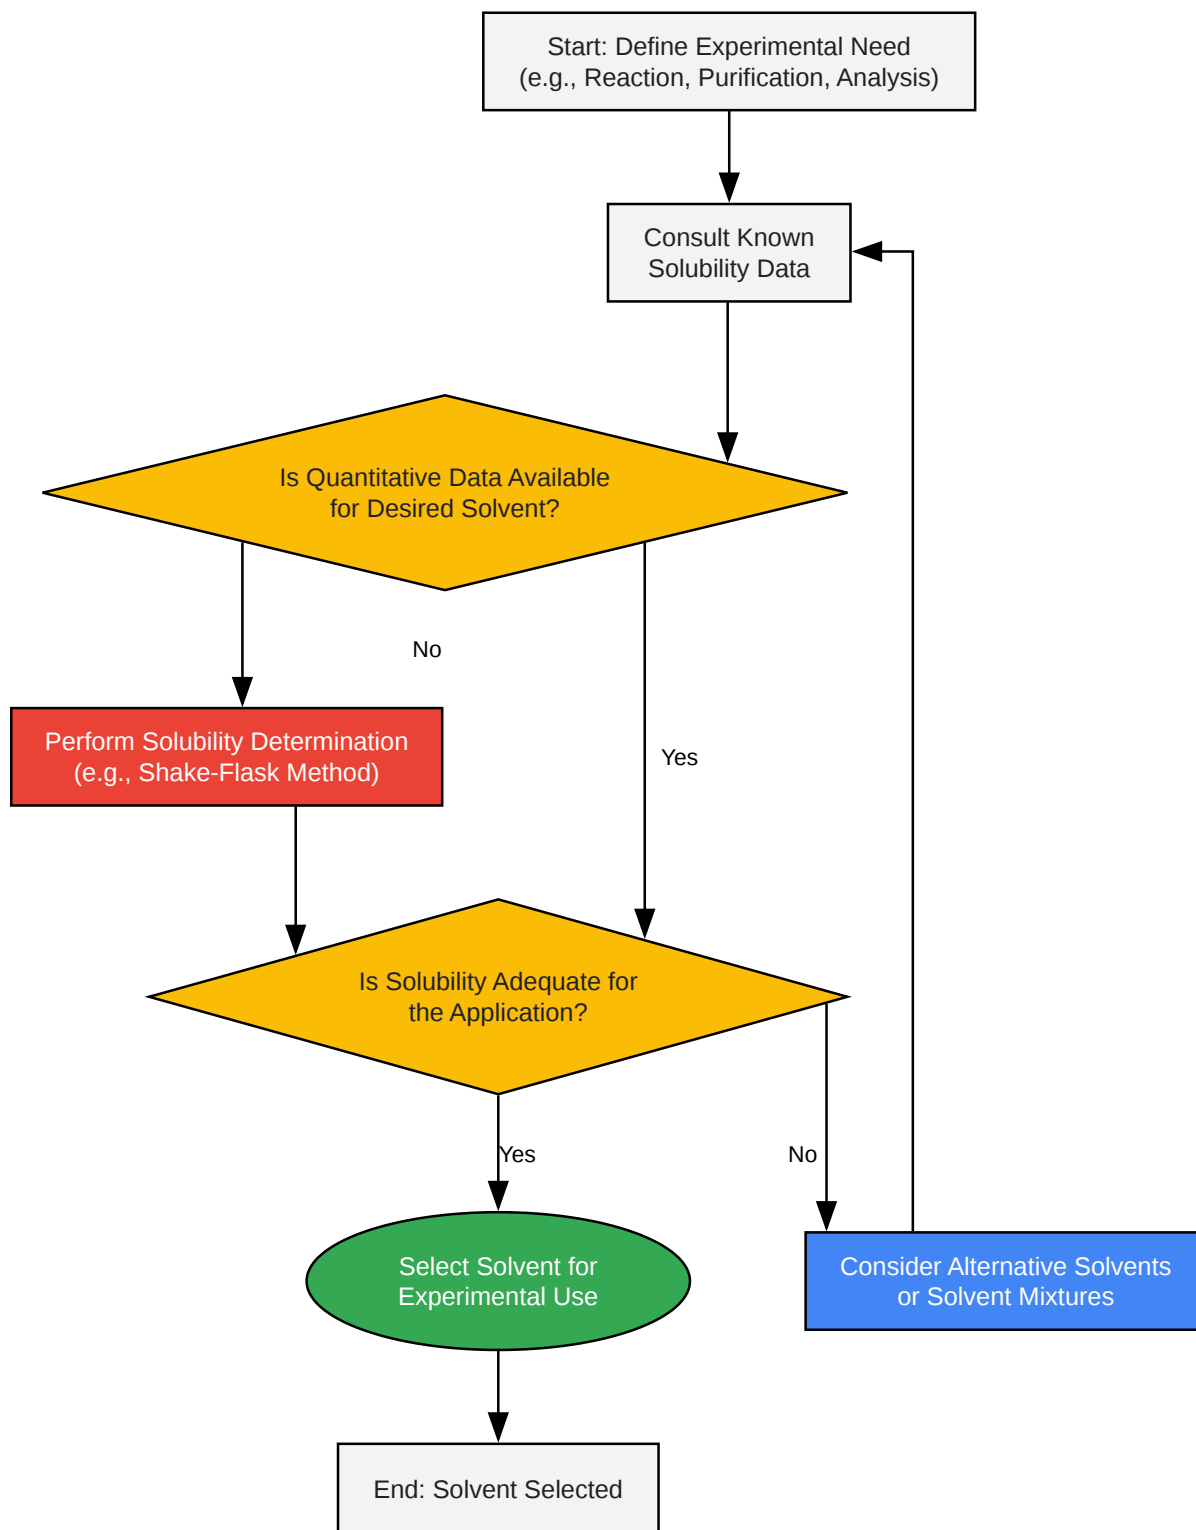 Start: Define Experimental Need
(e.g., Reaction, Purification, Analysis)
Consult Known
Solubility Data
Is Quantitative Data Available
for Desired Solvent?
No
Perform Solubility Determination
(e.g., Shake-Flask Method)
Yes
Is Solubility Adequate for
the Application?
Yes
No
Select Solvent for
Experimental Use
Consider Alternative Solvents
or Solvent Mixtures
End: Solvent Selected